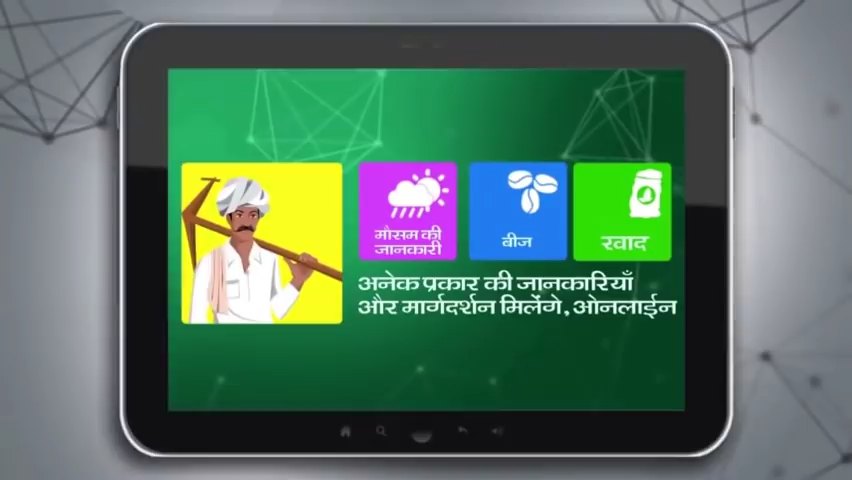 मौसम की
जानकारी
बीज
खाद
अनेक प्रकार की जानकारियाँ
और मार्गदर्शन मिलेंगे, ओनलाईन